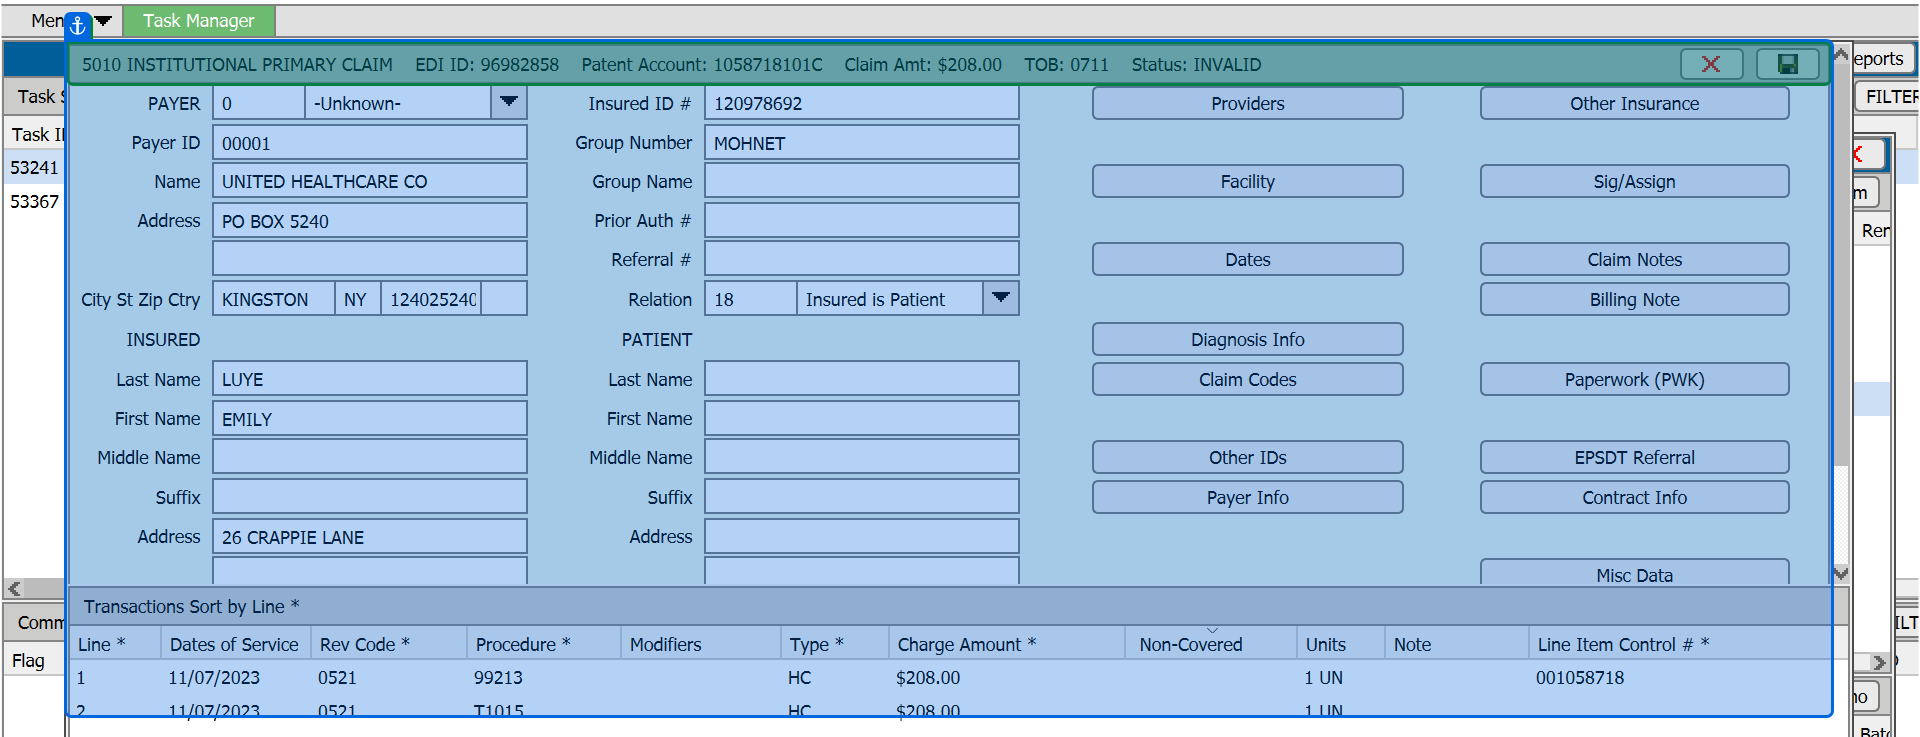 Men Task Manager
5010 INSTITUTIONAL PRIMARY CLAIM EDI ID: 96982858 Patent Account: 1058718101C Claim Amt: $208.00 TOB: 0711 Status: INVALID
eports
Task S
FILTER
Task I
53241
53367
PAYER 0 -Unknown- Insured ID # 120978692 Providers Other Insurance
Payer ID 00001 Group Number MOHNET
Name UNITED HEALTHCARE CO Group Name Facility Sig/Assign
m
Address PO BOX 5240 Prior Auth #
Rer
Referral # Dates Claim Notes
City St Zip Ctry KINGSTON NY 124025240 Relation 18 Insured is Patient Billing Note
INSURED PATIENT Diagnosis Info
Last Name LUYE Last Name Claim Codes Paperwork (PWK)
First Name EMILY First Name
Middle Name Middle Name Other IDs EPSDT Referral
Suffix Suffix Payer Info Contract Info
Address 26 CRAPPIE LANE Address
Misc Data
Transactions Sort by Line *
Comm
ILT
Flag
Line * Dates of Service Rev Code * Procedure * Modifiers Type * Charge Amount * Non-Covered Units Note Line Item Control # *
1 11/07/2023 0521 99213 HC $208.00 1 UN 001058718
2 11/07/2023 0521 T1015 HC $208.00 1 UN
no
Bat